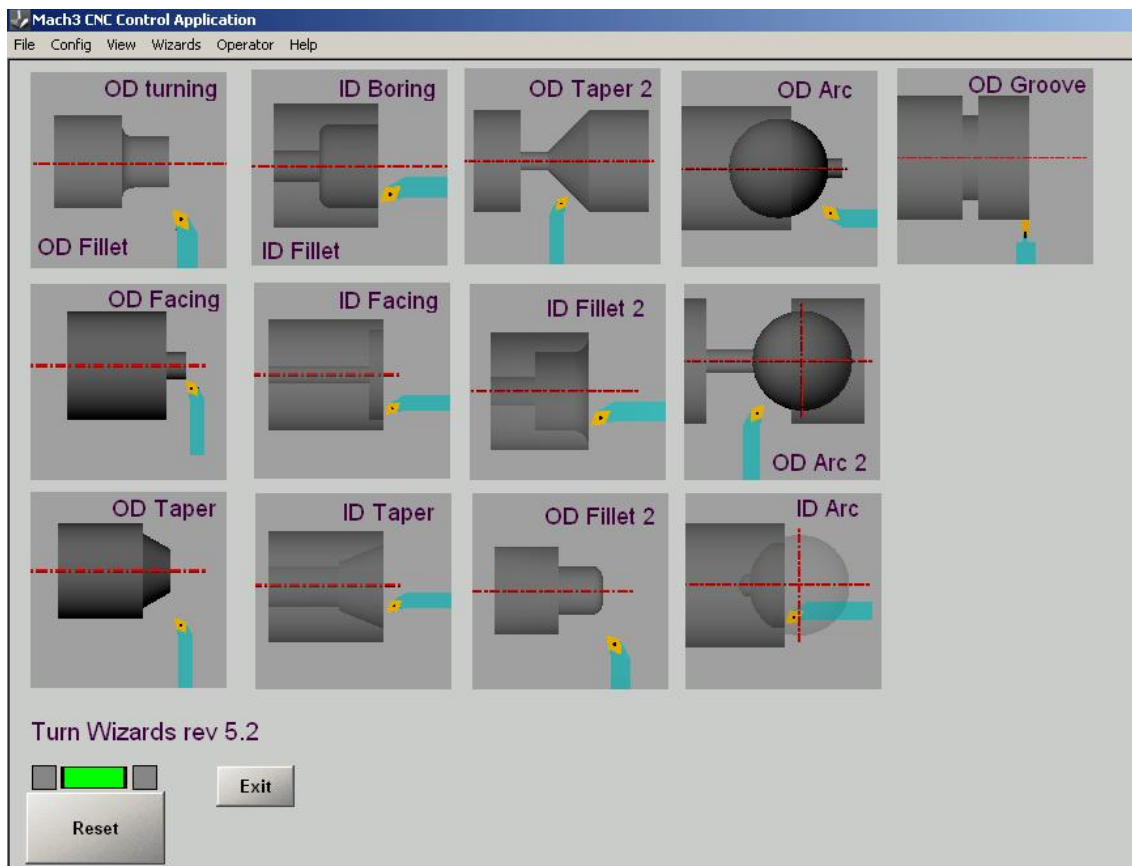 Mach3 CNC Control Application
File Config View Wizards Operator Help
OD turning
OD Fillet
ID Boring
ID Fillet
OD Taper 2
OD Arc
OD Groove
OD Facing
ID Facing
ID Fillet 2
OD Arc 2
OD Taper
ID Taper
OD Fillet 2
ID Arc
Turn Wizards rev 5.2
Exit
Reset